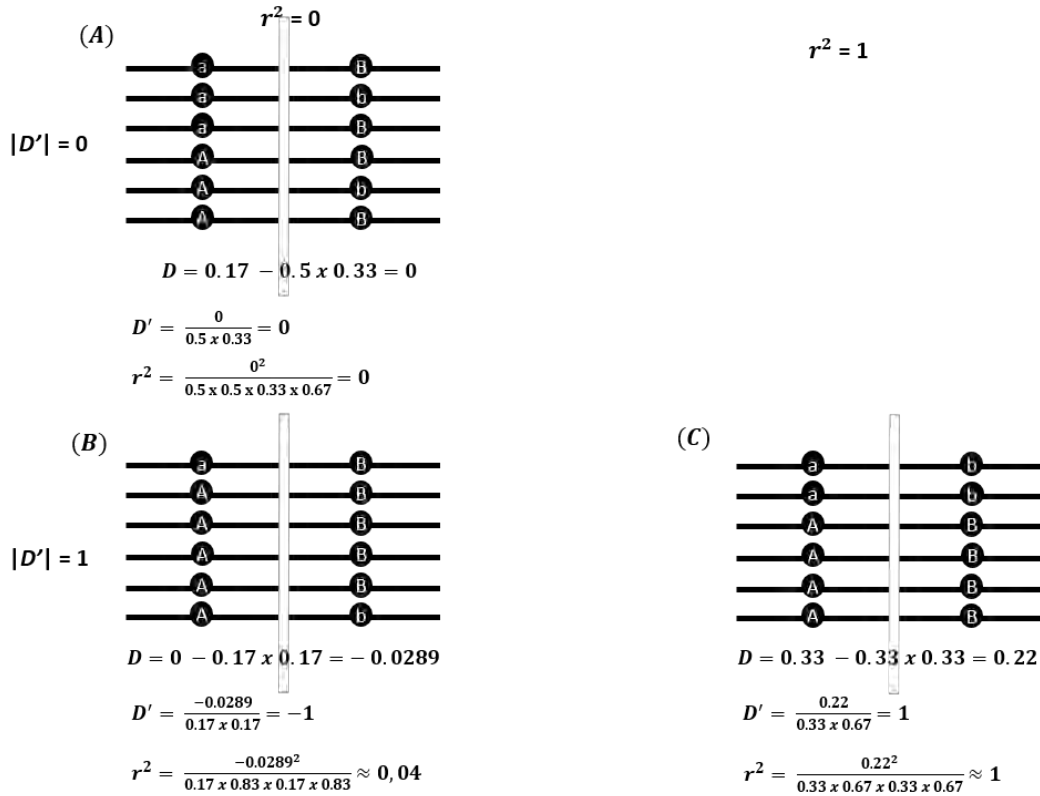 r² = 0
(A)
r² = 1
a B
a b
a B
|D′| = 0
A B
A b
A B
D = 0.17 − 0.5 x 0.33 = 0
D′ = 0 / 0.5 x 0.33 = 0
r² = 0² / 0.5 x 0.5 x 0.33 x 0.67 = 0
(B)
a B
A B
A B
|D′| = 1
A B
A B
A b
D = 0 − 0.17 x 0.17 = − 0.0289
D′ = −0.0289 / 0.17 x 0.17 = −1
r² = −0.0289² / 0.17 x 0.83 x 0.17 x 0.83 ≈ 0,04
(C)
a b
a b
A B
A B
A B
A B
D = 0.33 − 0.33 x 0.33 = 0.22
D′ = 0.22 / 0.33 x 0.67 = 1
r² = 0.22² / 0.33 x 0.67 x 0.33 x 0.67 ≈ 1